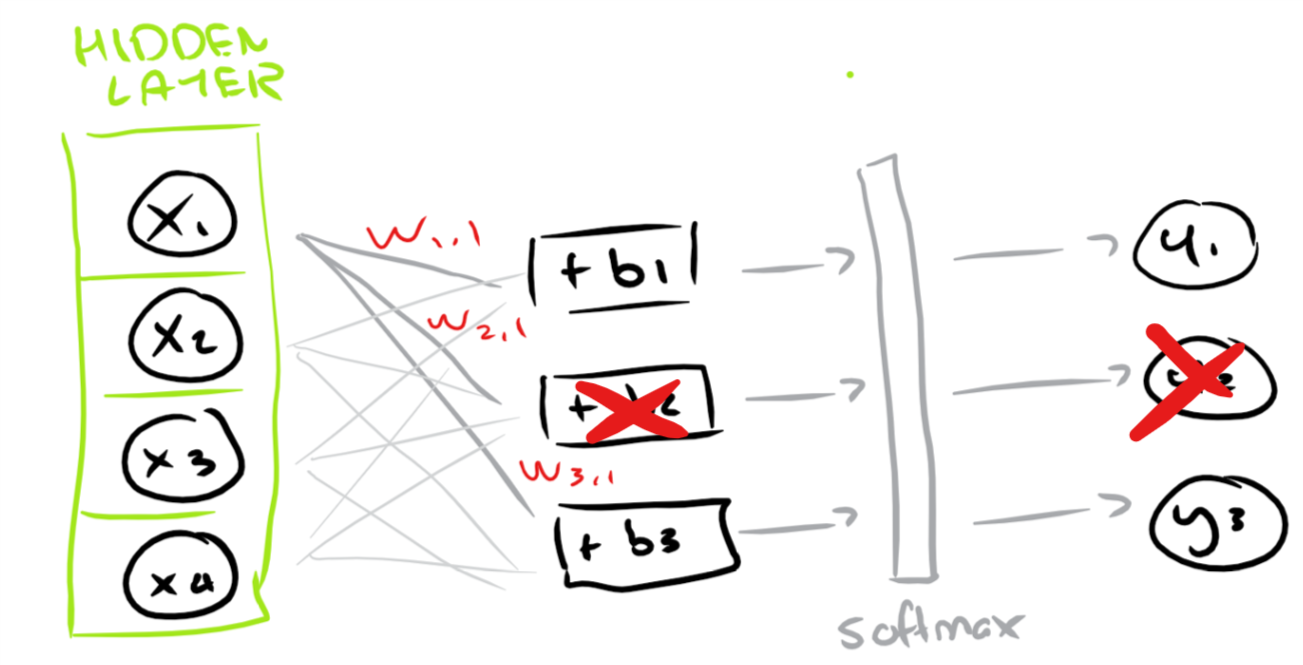 HIDDEN
LAYER
x1
W1,1
+ b1
y1
x2
W2,1
x3
W3,1
+ b3
y3
x4
softmax